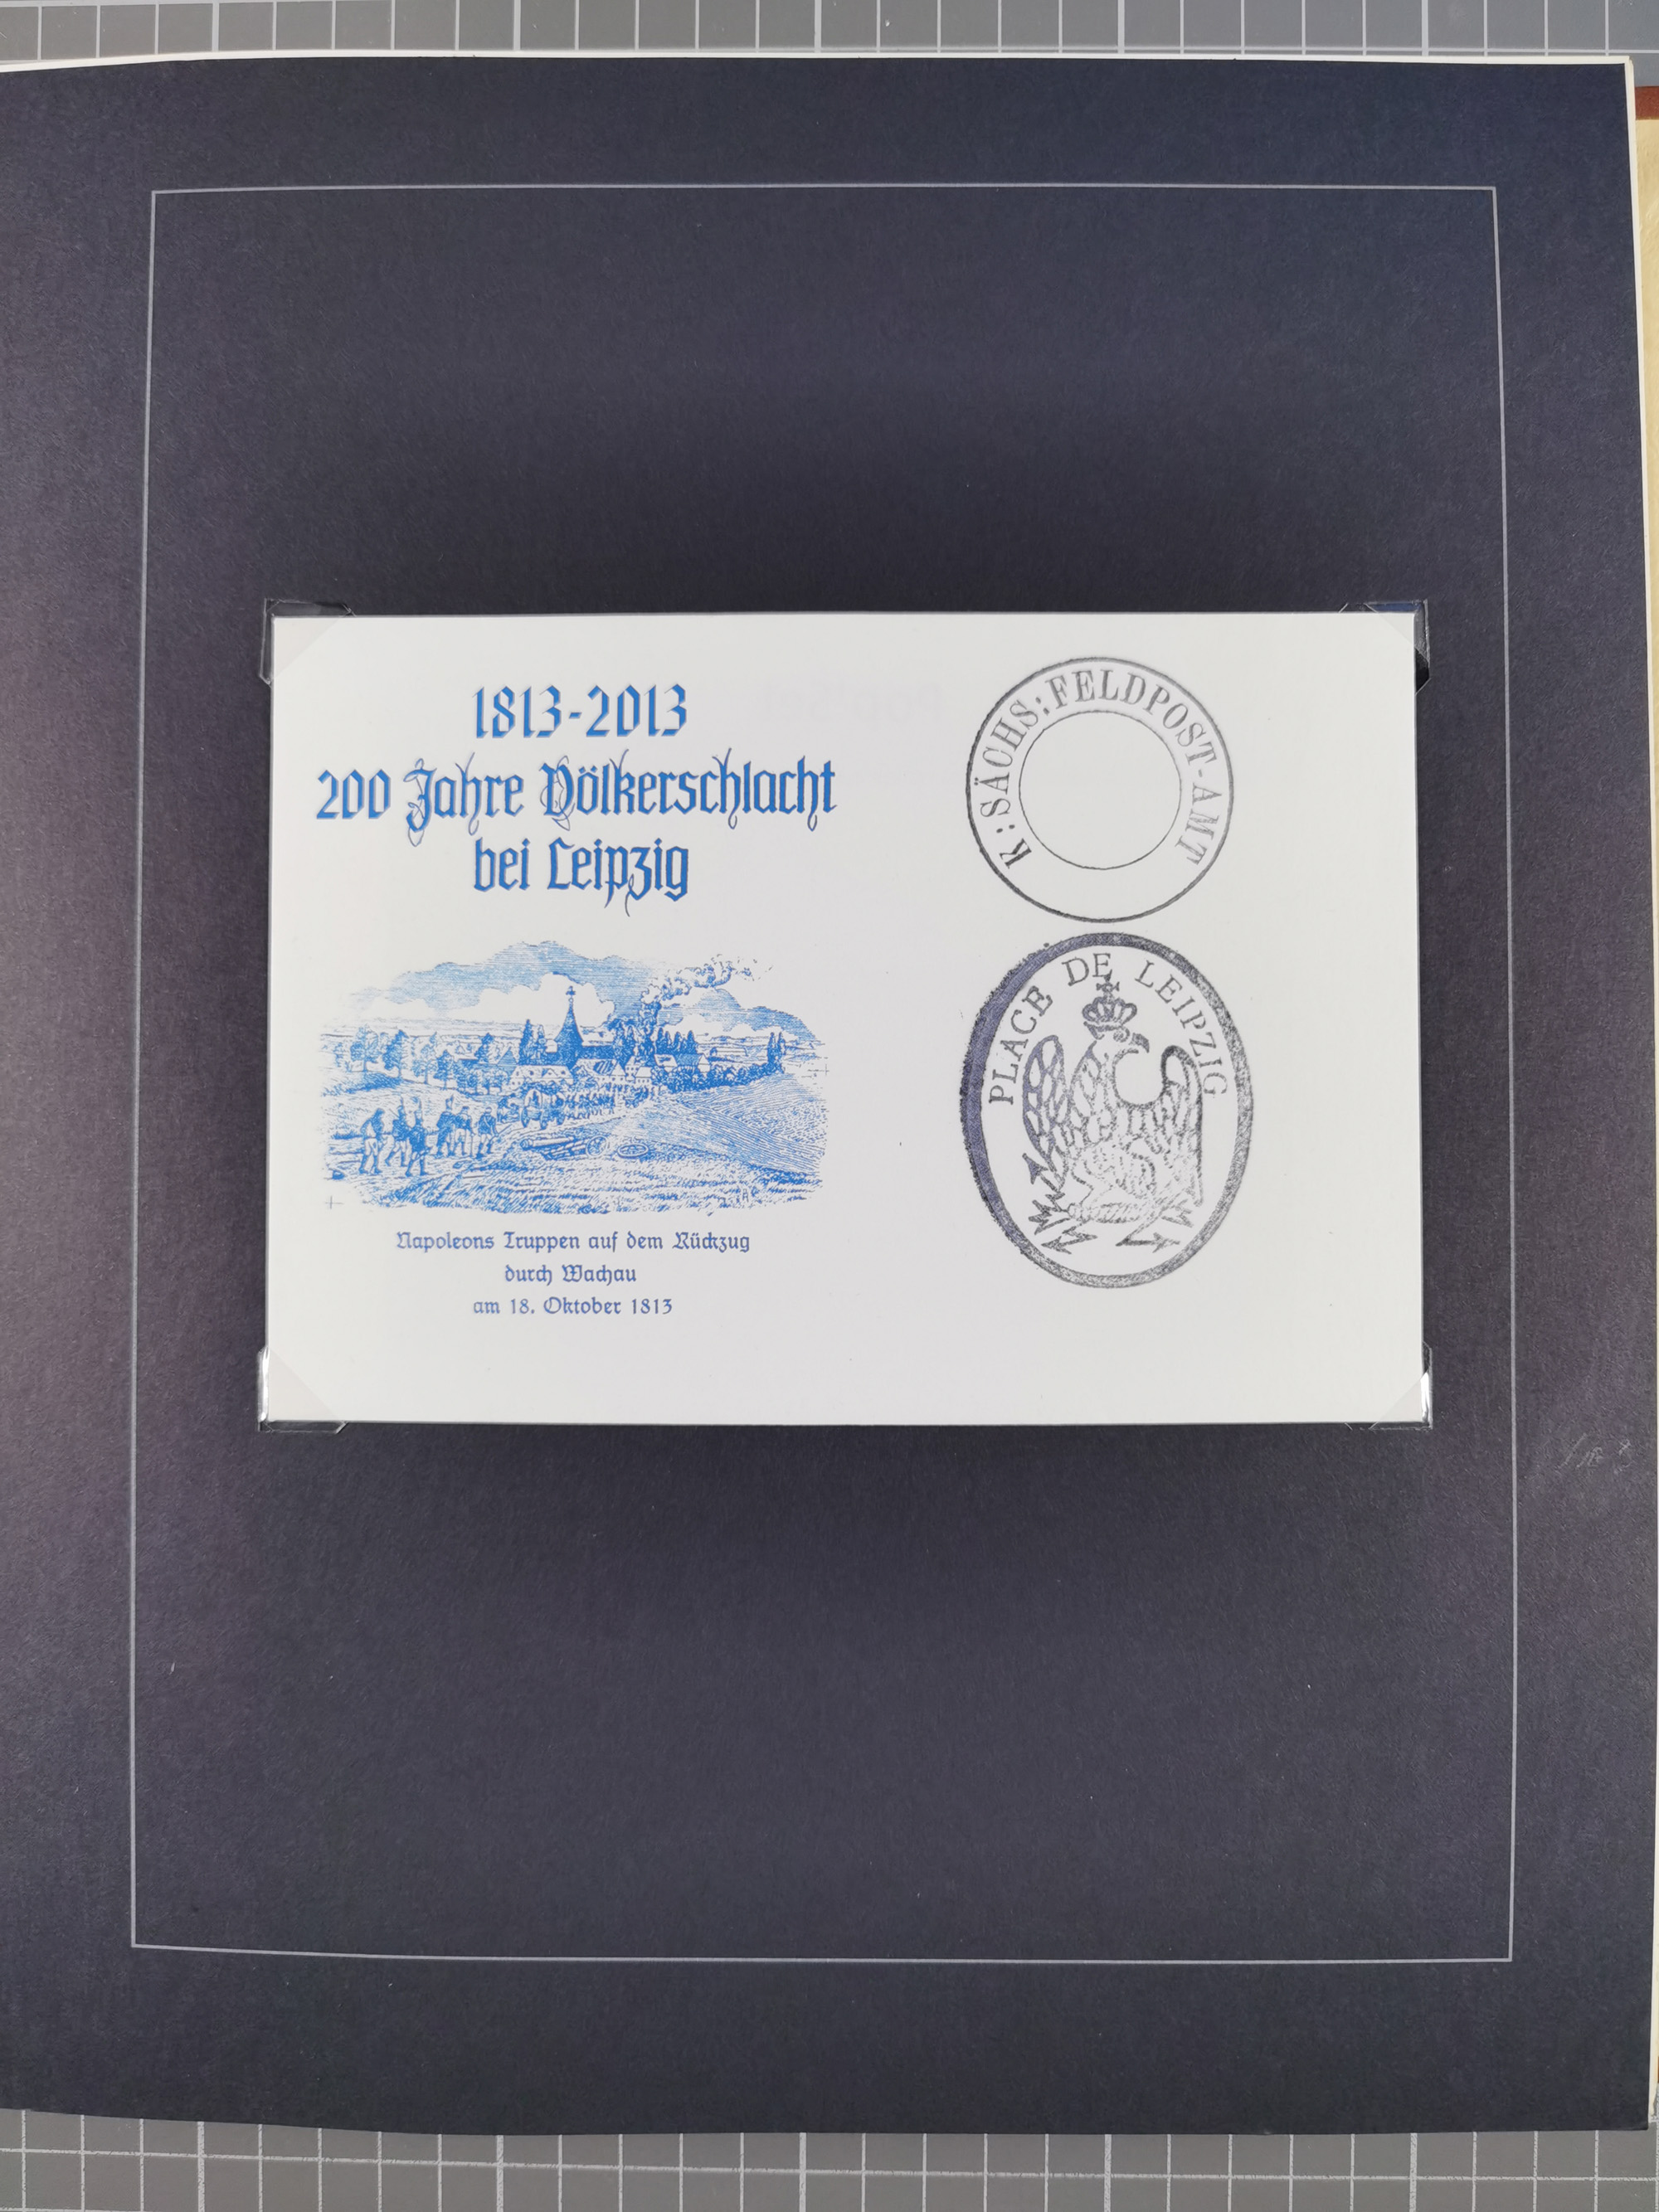 1813-2013
200 Jahre Völkerschlacht
bei Leipzig
Napoleons Truppen auf dem Rückzug
durch Wachau
am 18. Oktober 1813
K:SÄCHS:FELDPOST-AMT
PLACE DE LEIPZIG